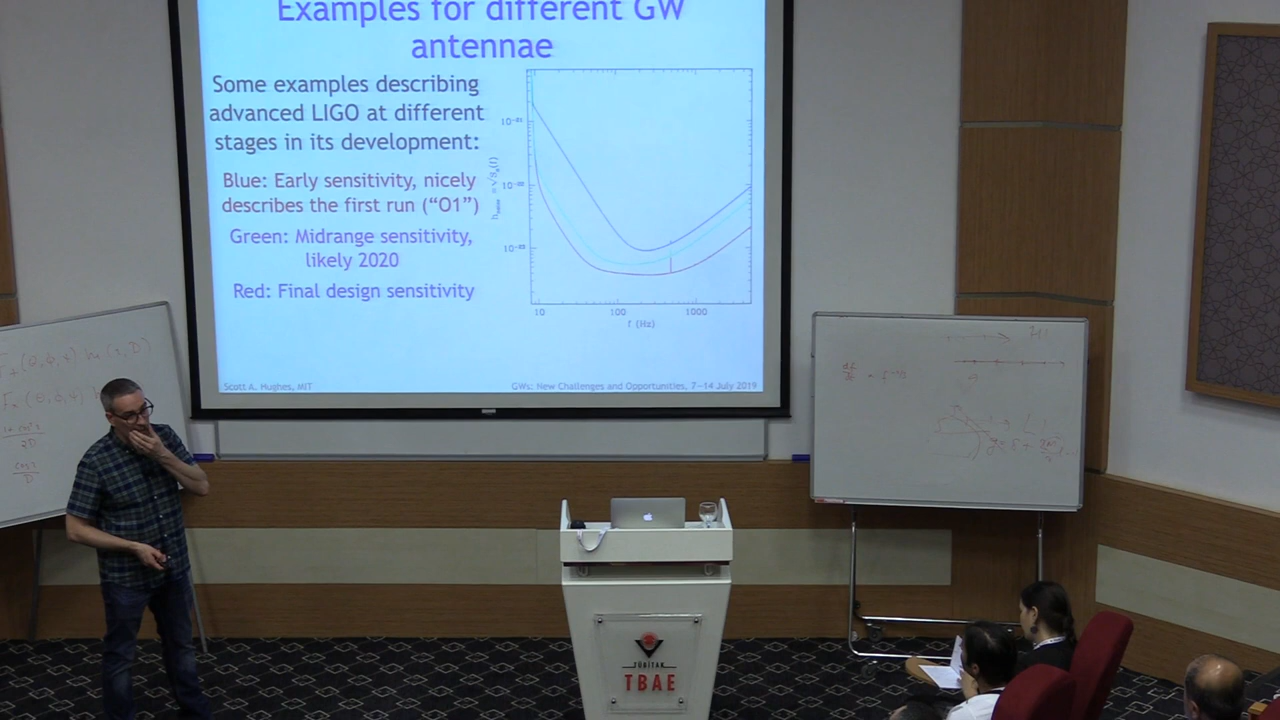 Examples for different GW
antennae
Some examples describing
advanced LIGO at different
stages in its development:
Blue: Early sensitivity, nicely
describes the first run (“O1”)
Green: Midrange sensitivity,
likely 2020
Red: Final design sensitivity
10
100
1000
f (Hz)
Scott A. Hughes, MIT
GWs: New Challenges and Opportunities, 7–14 July 2019
TÜBİTAK
TBAE